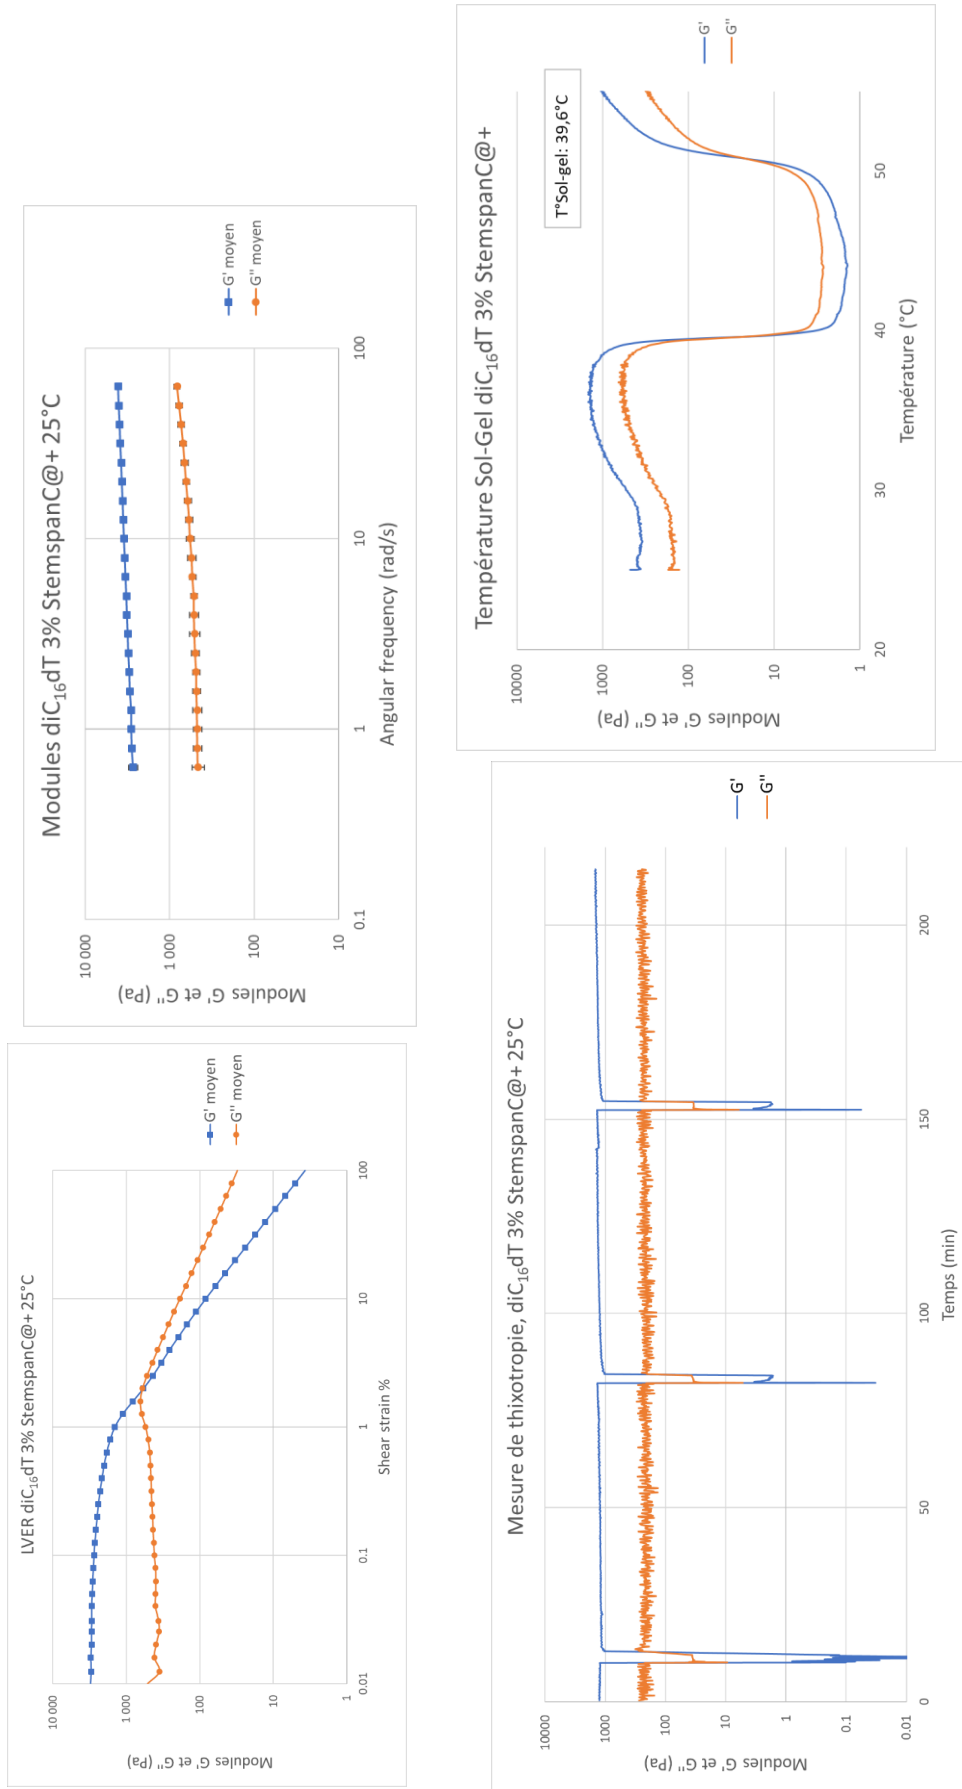 LVER diC16dT 3% StemspanC@+ 25°C
Modules G' et G'' (Pa)
10 000
1 000
100
10
1
0.01
0.1
1
10
100
Shear strain %
G' moyen
G'' moyen
Modules diC16dT 3% StemspanC@+ 25°C
Modules G' et G'' (Pa)
10 000
1 000
100
10
0.1
1
10
100
Angular frequency (rad/s)
G' moyen
G'' moyen
Mesure de thixotropie, diC16dT 3% StemspanC@+ 25°C
Modules G' et G'' (Pa)
10000
1000
100
10
1
0.1
0.01
0
50
100
150
200
Temps (min)
G'
G''
Température Sol-Gel diC16dT 3% StemspanC@+
T°Sol-gel: 39,6°C
Modules G' et G'' (Pa)
10000
1000
100
10
1
20
30
40
50
Température (°C)
G'
G''